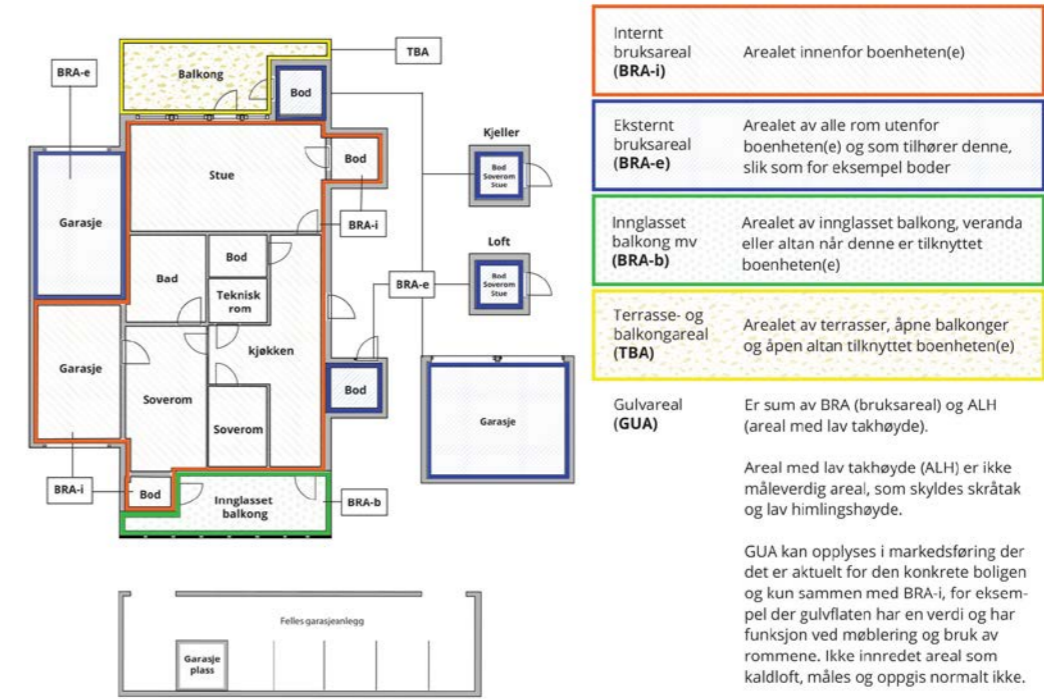 TBA
BRA-e
Balkong
Bod
Kjeller
Bod
Soverom
Stue
Stue
Bod
Garasje
BRA-i
Loft
Bad
Bod
BRA-e
Bod
Soverom
Stue
Teknisk
rom
kjøkken
Garasje
Soverom
Bod
Garasje
Soverom
BRA-i
Bod
Innglasset
balkong
BRA-b
Felles garasjeanlegg
Garasje
plass
Internt
bruksareal
(BRA-i)
Arealet innenfor boenheten(e)
Eksternt
bruksareal
(BRA-e)
Arealet av alle rom utenfor
boenheten(e) og som tilhører denne,
slik som for eksempel boder
Innglasset
balkong mv
(BRA-b)
Arealet av innglasset balkong, veranda
eller altan når denne er tilknyttet
boenheten(e)
Terrasse- og
balkongareal
(TBA)
Arealet av terrasser, åpne balkonger
og åpen altan tilknyttet boenheten(e)
Gulvareal
(GUA)
Er sum av BRA (bruksareal) og ALH
(areal med lav takhøyde).
Areal med lav takhøyde (ALH) er ikke
måleverdig areal, som skyldes skråtak
og lav himlingshøyde.
GUA kan opplyses i markedsføring der
det er aktuelt for den konkrete boligen
og kun sammen med BRA-i, for eksem-
pel der gulvflaten har en verdi og har
funksjon ved møblering og bruk av
rommene. Ikke innredet areal som
kaldloft, måles og oppgis normalt ikke.